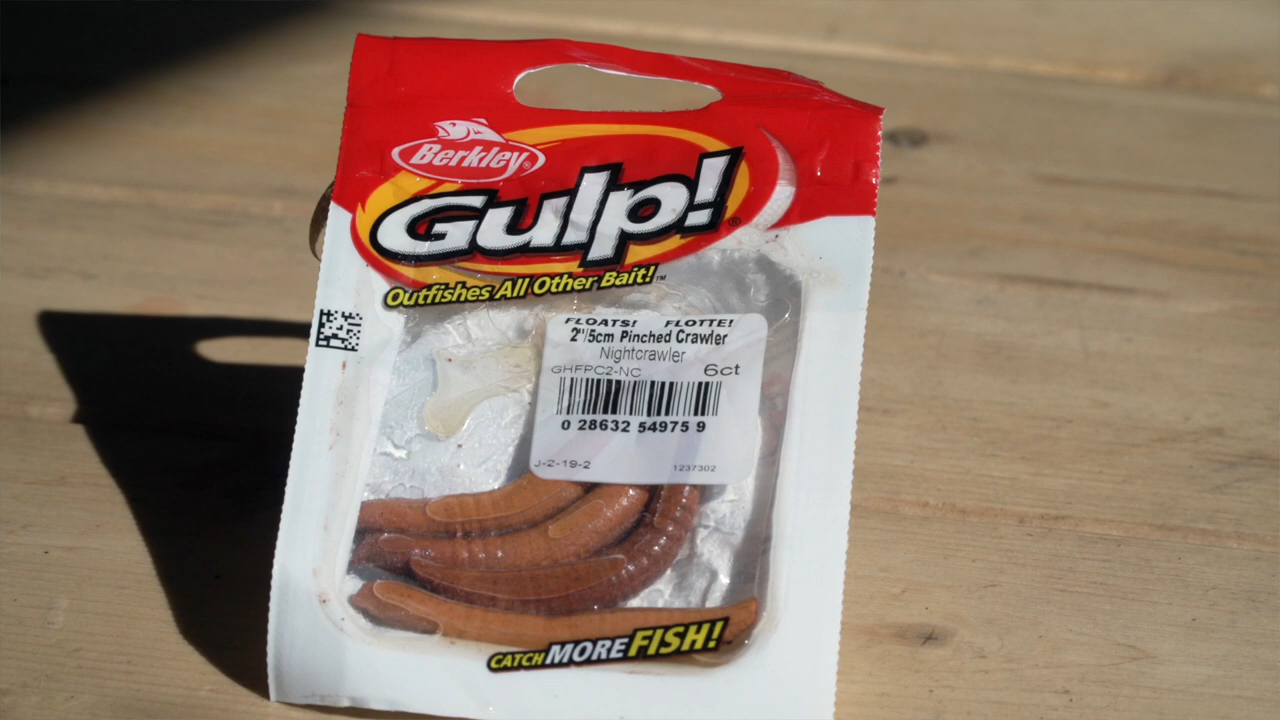 Berkley®
Gulp!®
Outfishes All Other Bait!™
FLOATS! FLOTTE!
2"/5cm Pinched Crawler
Nightcrawler
GHFPC2-NC 6ct
0 28632 54975 9
J-2-19-2 1237302
CATCH MORE FISH!